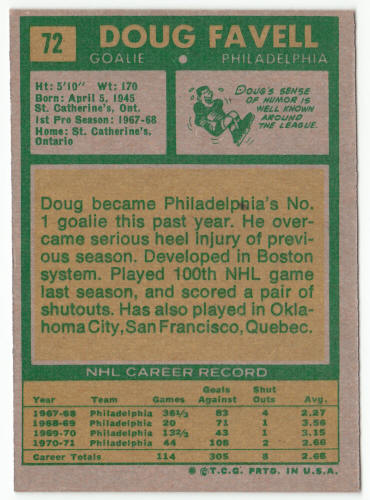 72
DOUG FAVELL
GOALIE • PHILADELPHIA
Ht: 5'10" Wt: 170
Born: April 5, 1945
St. Catherine's, Ont.
1st Pro Season: 1967-68
Home: St. Catherine's,
Ontario
DOUG'S SENSE
OF HUMOR IS
WELL KNOWN
AROUND
THE LEAGUE.
Doug became Philadelphia's No.
1 goalie this past year. He over-
came serious heel injury of previ-
ous season. Developed in Boston
system. Played 100th NHL game
last season, and scored a pair of
shutouts. Has also played in Okla-
homa City, San Francisco, Quebec.
NHL CAREER RECORD
Year Team Games Goals Against Shut Outs Avg.
1967-68 Philadelphia 36⅓ 83 4 2.27
1968-69 Philadelphia 20 71 1 3.56
1969-70 Philadelphia 13⅔ 43 1 3.15
1970-71 Philadelphia 44 108 2 2.66
Career Totals 114 305 8 2.68
© T.C.G. PRTD. IN U.S.A.